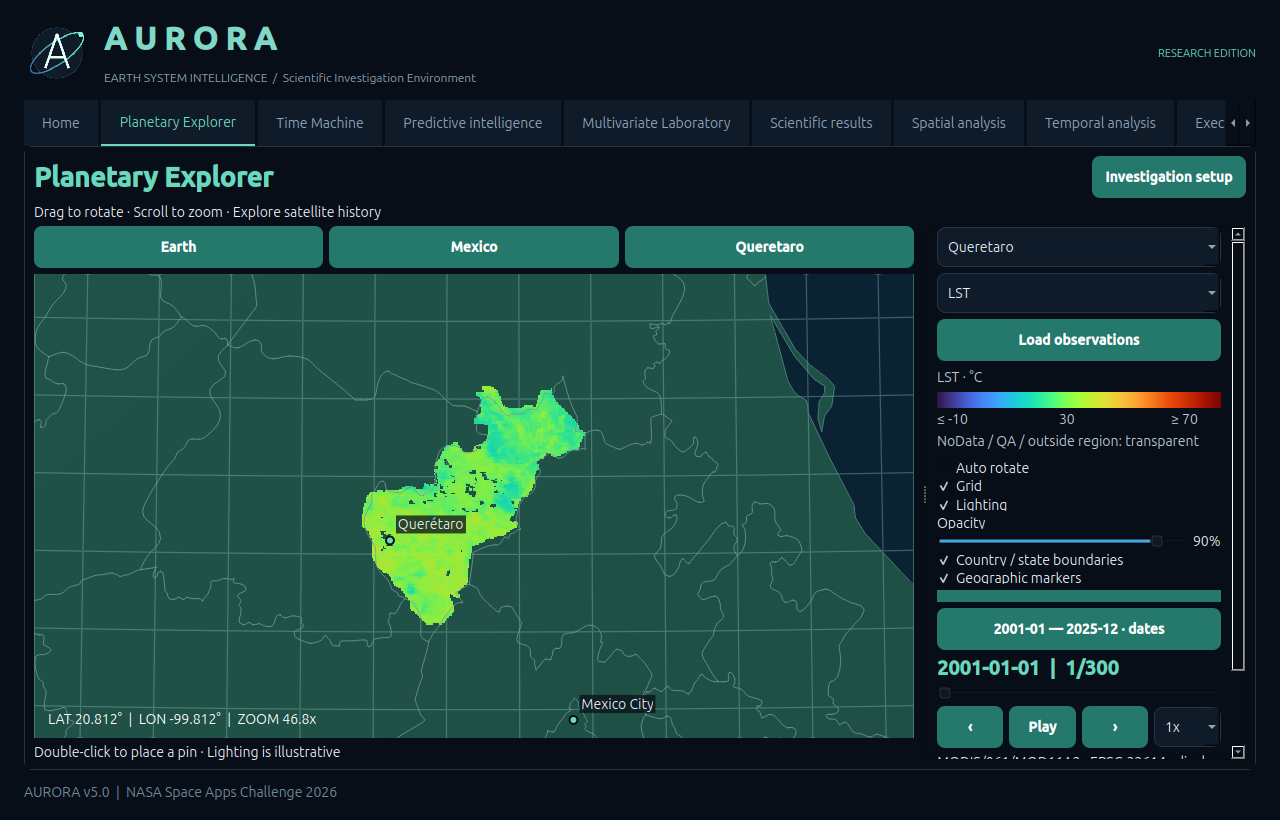 AURORA
EARTH SYSTEM INTELLIGENCE / Scientific Investigation Environment
RESEARCH EDITION
Home
Planetary Explorer
Time Machine
Predictive intelligence
Multivariate Laboratory
Scientific results
Spatial analysis
Temporal analysis
Exec
Planetary Explorer
Investigation setup
Drag to rotate · Scroll to zoom · Explore satellite history
Earth
Mexico
Queretaro
Querétaro
Mexico City
LAT 20.812° | LON -99.812° | ZOOM 46.8x
Double-click to place a pin · Lighting is illustrative
Queretaro
LST
Load observations
LST · °C
≤ -10 30 ≥ 70
NoData / QA / outside region: transparent
Auto rotate
✓ Grid
✓ Lighting
Opacity
90%
✓ Country / state boundaries
✓ Geographic markers
2001-01 — 2025-12 · dates
2001-01-01 | 1/300
‹ Play › 1x
AURORA v5.0 | NASA Space Apps Challenge 2026